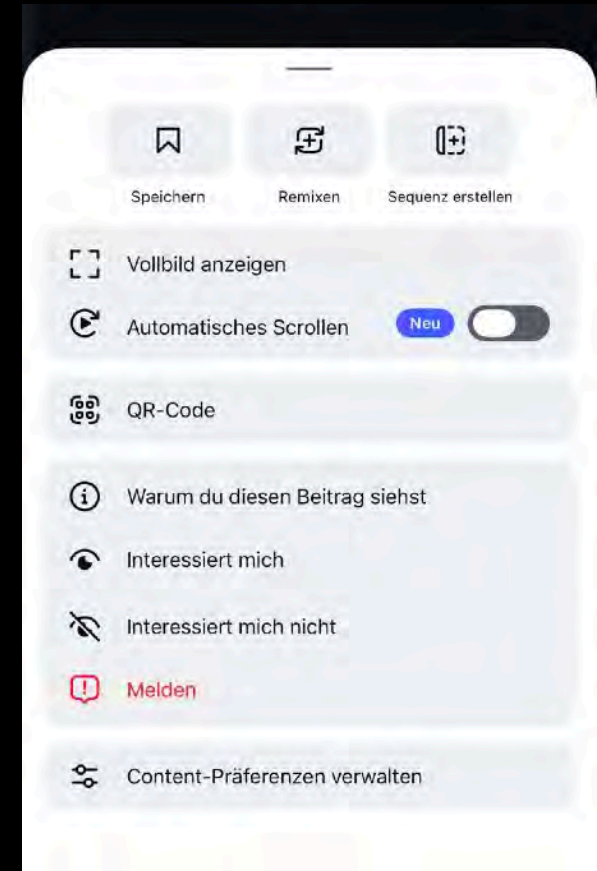 Speichern
Remixen
Sequenz erstellen
Vollbild anzeigen
Automatisches Scrollen
Neu
QR-Code
Warum du diesen Beitrag siehst
Interessiert mich
Interessiert mich nicht
Melden
Content-Präferenzen verwalten